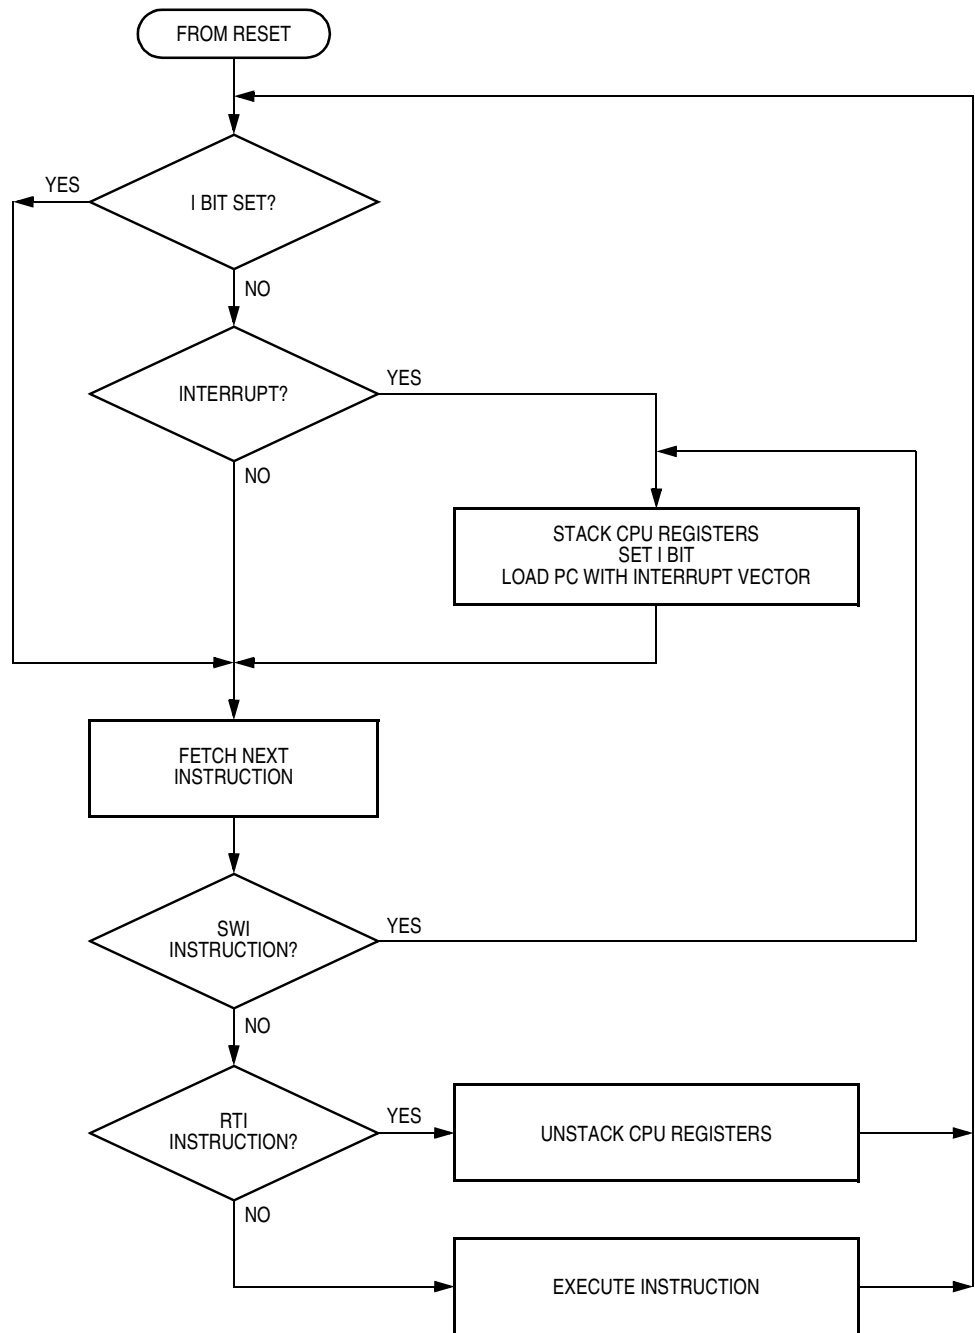 FROM RESET
YES
I BIT SET?
NO
INTERRUPT?
YES
NO
STACK CPU REGISTERS
SET I BIT
LOAD PC WITH INTERRUPT VECTOR
FETCH NEXT
INSTRUCTION
SWI
INSTRUCTION?
YES
NO
RTI
INSTRUCTION?
YES
UNSTACK CPU REGISTERS
NO
EXECUTE INSTRUCTION